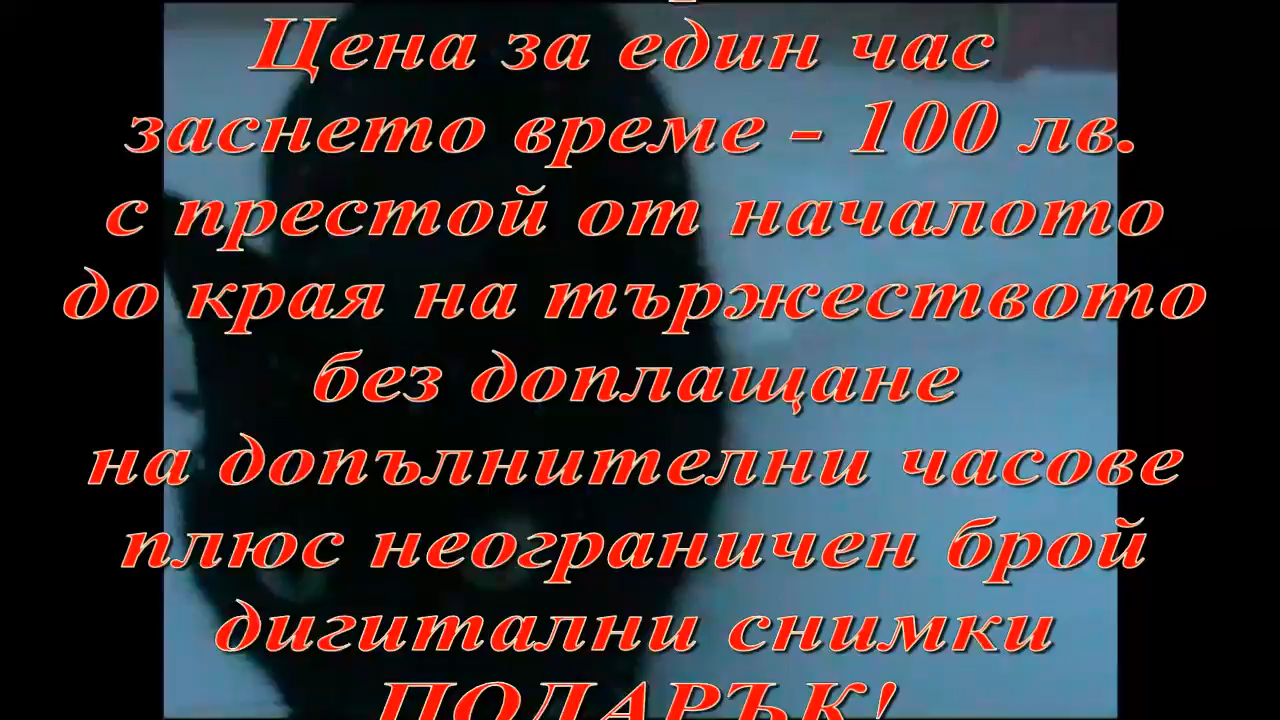 Цена за един час
заснето време - 100 лв.
с престой от началото
до края на тържеството
без доплащане
на допълнителни часове
плюс неограничен брой
дигитални снимки
ПОДАРЪК!